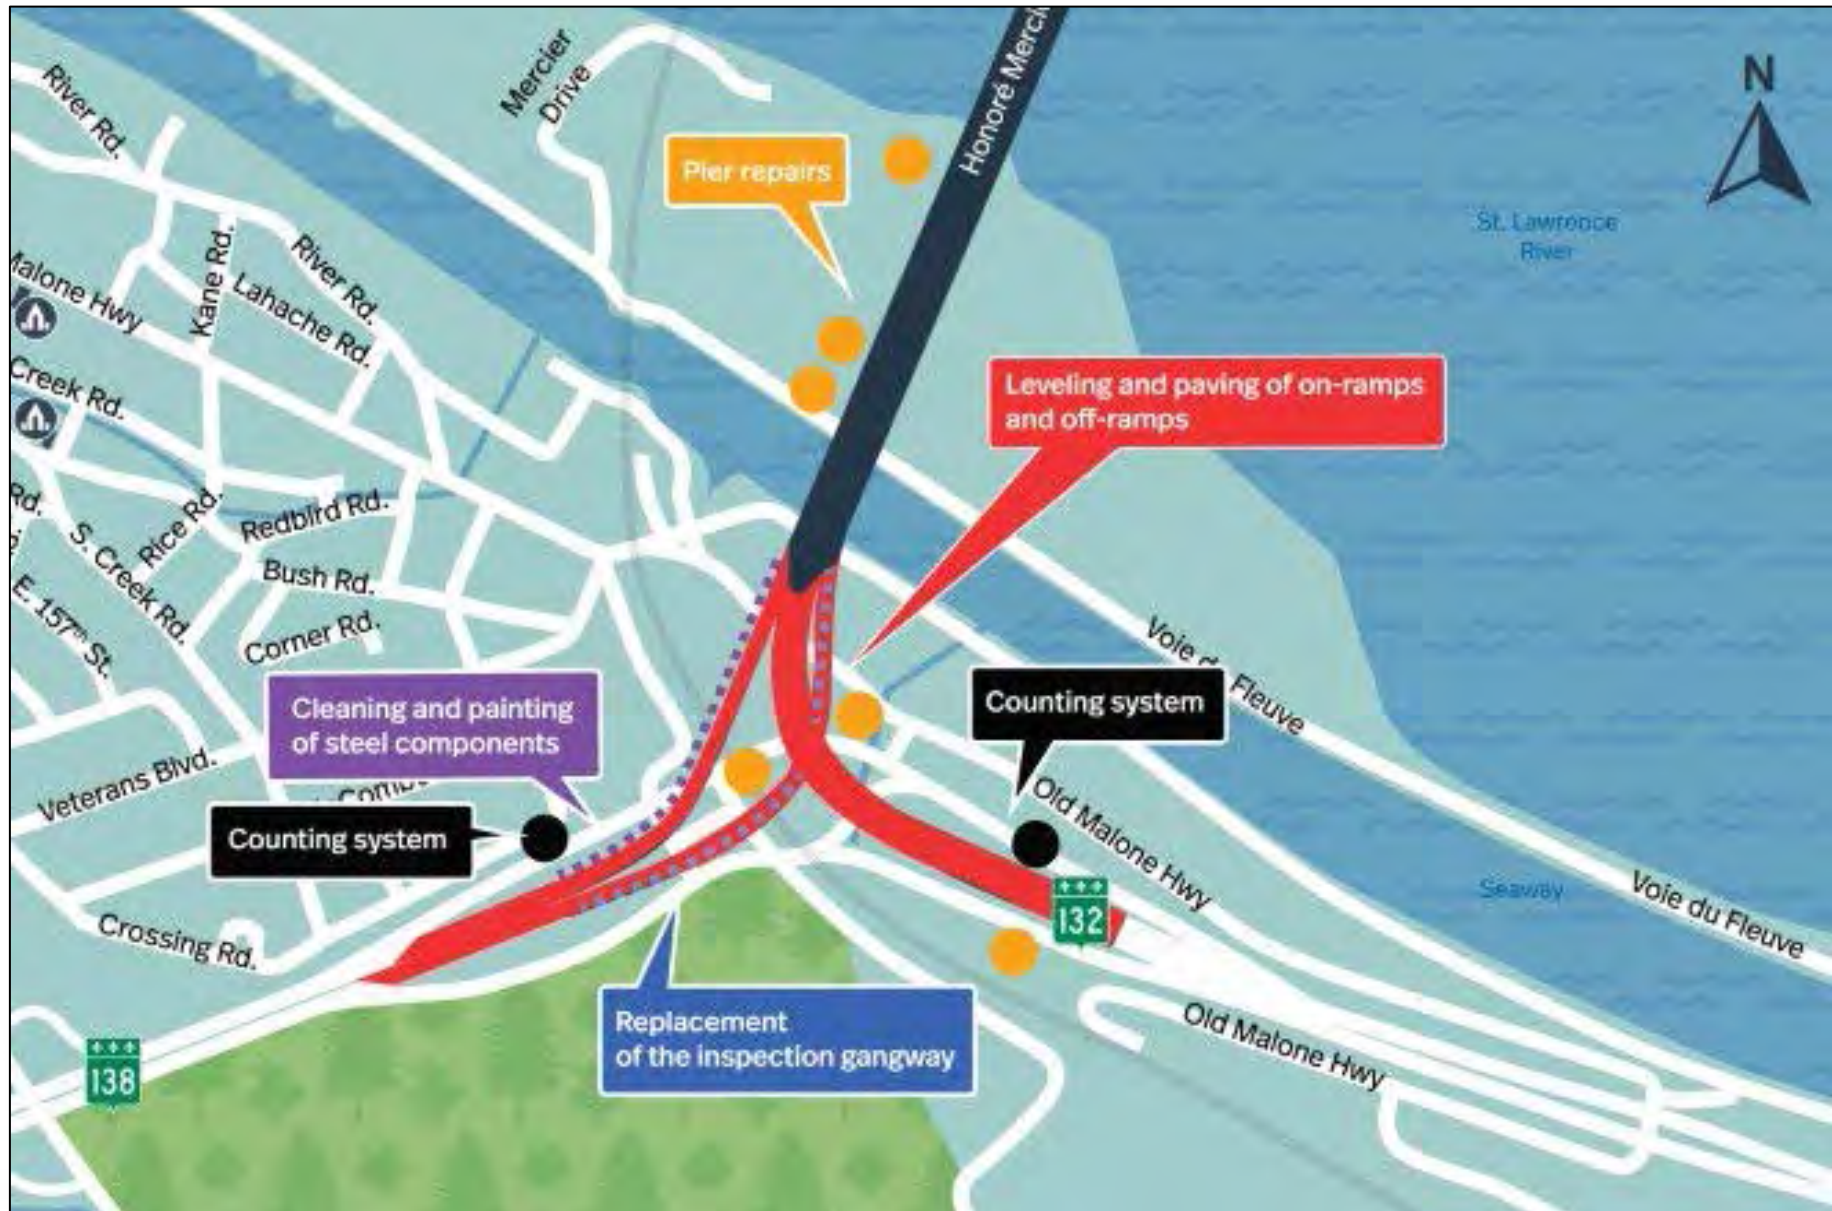 Honoré
N
Mercier
Drive
River Rd.
Pier repairs
St. Lawrence
River
Kane Rd.
River Rd.
Lahache Rd.
Malone Hwy
Creek Rd.
Leveling and paving of on-ramps
and off-ramps
Rd.
Rice Rd.
Redbird Rd.
S. Creek Rd.
Bush Rd.
E. 157th St.
Corner Rd.
Voie
Fleuve
Cleaning and painting
of steel components
Counting system
Veterans Blvd.
Old Malone Hwy
Counting system
Seaway
Voie du Fleuve
132
Crossing Rd.
Old Malone Hwy
Replacement
of the inspection gangway
138